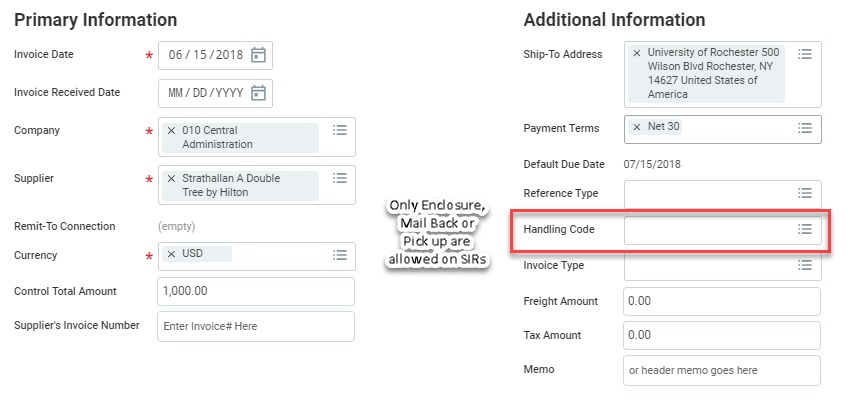 Primary Information
Invoice Date * 06 / 15 / 2018
Invoice Received Date MM / DD / YYYY
Company * × 010 Central
Administration
Supplier * × Strathallan A Double
Tree by Hilton
Remit-To Connection (empty)
Currency * × USD
Control Total Amount 1,000.00
Supplier's Invoice Number Enter Invoice# Here
Only Enclosure,
Mail Back or
Pick up are
allowed on SIRs
Additional Information
Ship-To Address × University of Rochester 500
Wilson Blvd Rochester, NY
14627 United States of
America
Payment Terms × Net 30
Default Due Date 07/15/2018
Reference Type
Handling Code
Invoice Type
Freight Amount 0.00
Tax Amount 0.00
Memo or header memo goes here